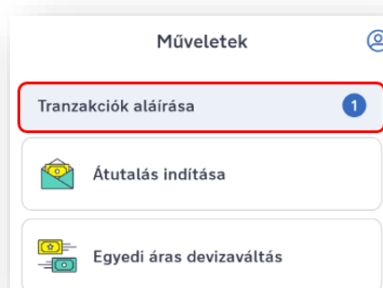 Műveletek
Tranzakciók aláírása 1
Átutalás indítása
Egyedi áras devizaváltás